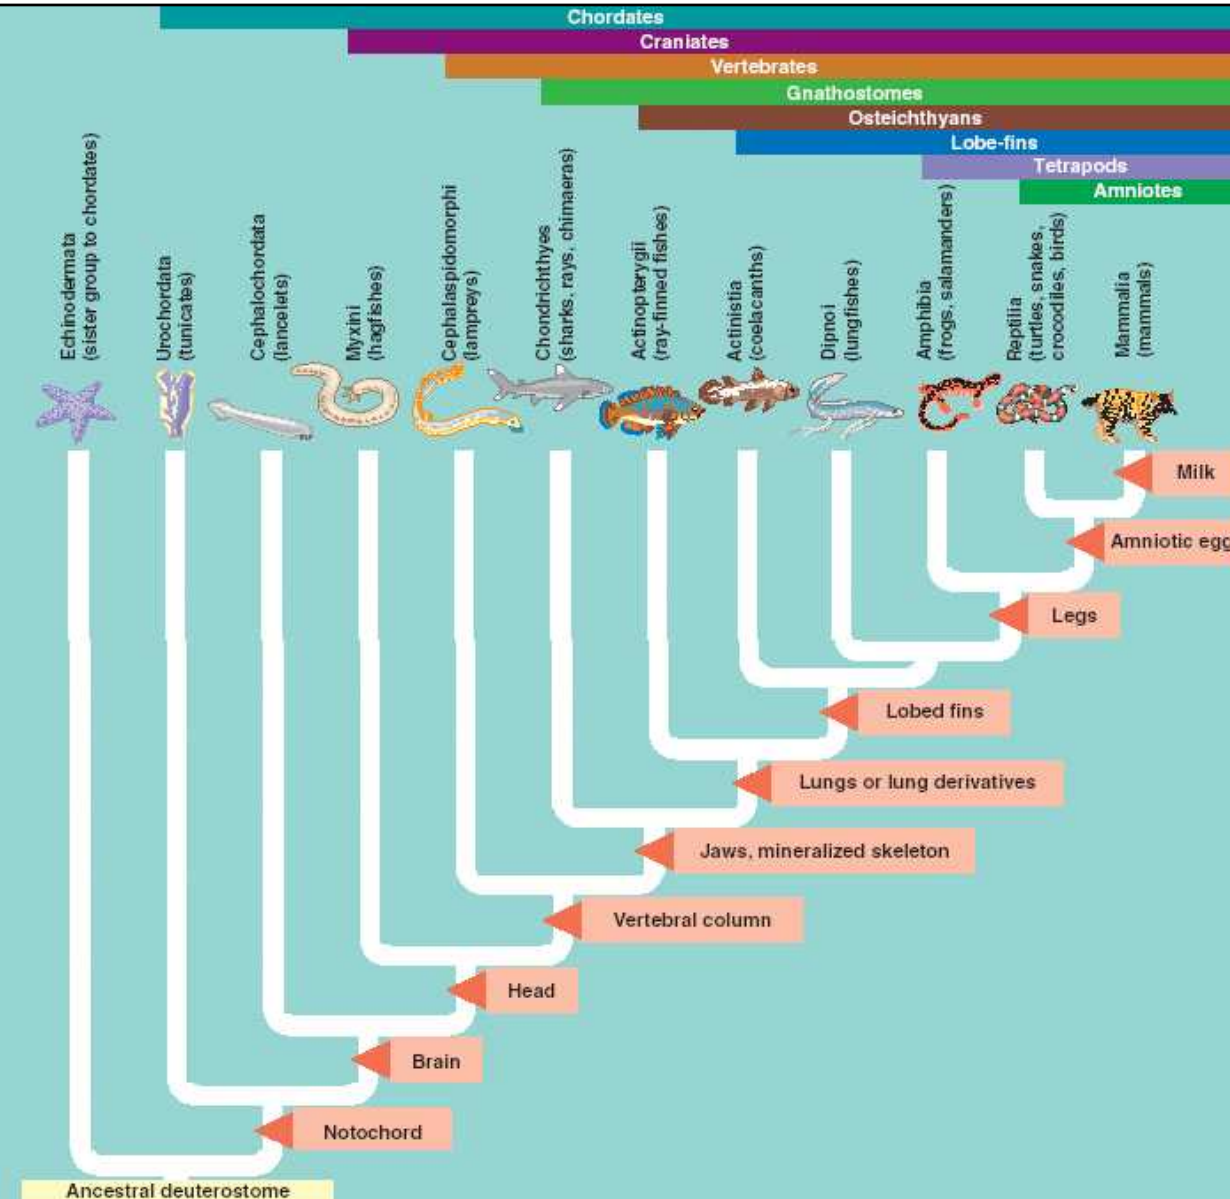 Chordates
Craniates
Vertebrates
Gnathostomes
Osteichthyans
Lobe-fins
Tetrapods
Amniotes
Echinodermata
(sister group to chordates)
Urochordata
(tunicates)
Cephalochordata
(lancelets)
Myxini
(hagfishes)
Cephalaspidomorphi
(lampreys)
Chondrichthyes
(sharks, rays, chimaeras)
Actinopterygii
(ray-finned fishes)
Actinistia
(coelacanths)
Dipnoi
(lungfishes)
Amphibia
(frogs, salamanders)
Reptilia
(turtles, snakes,
crocodiles, birds)
Mammalia
(mammals)
Milk
Amniotic egg
Legs
Lobed fins
Lungs or lung derivatives
Jaws, mineralized skeleton
Vertebral column
Head
Brain
Notochord
Ancestral deuterostome